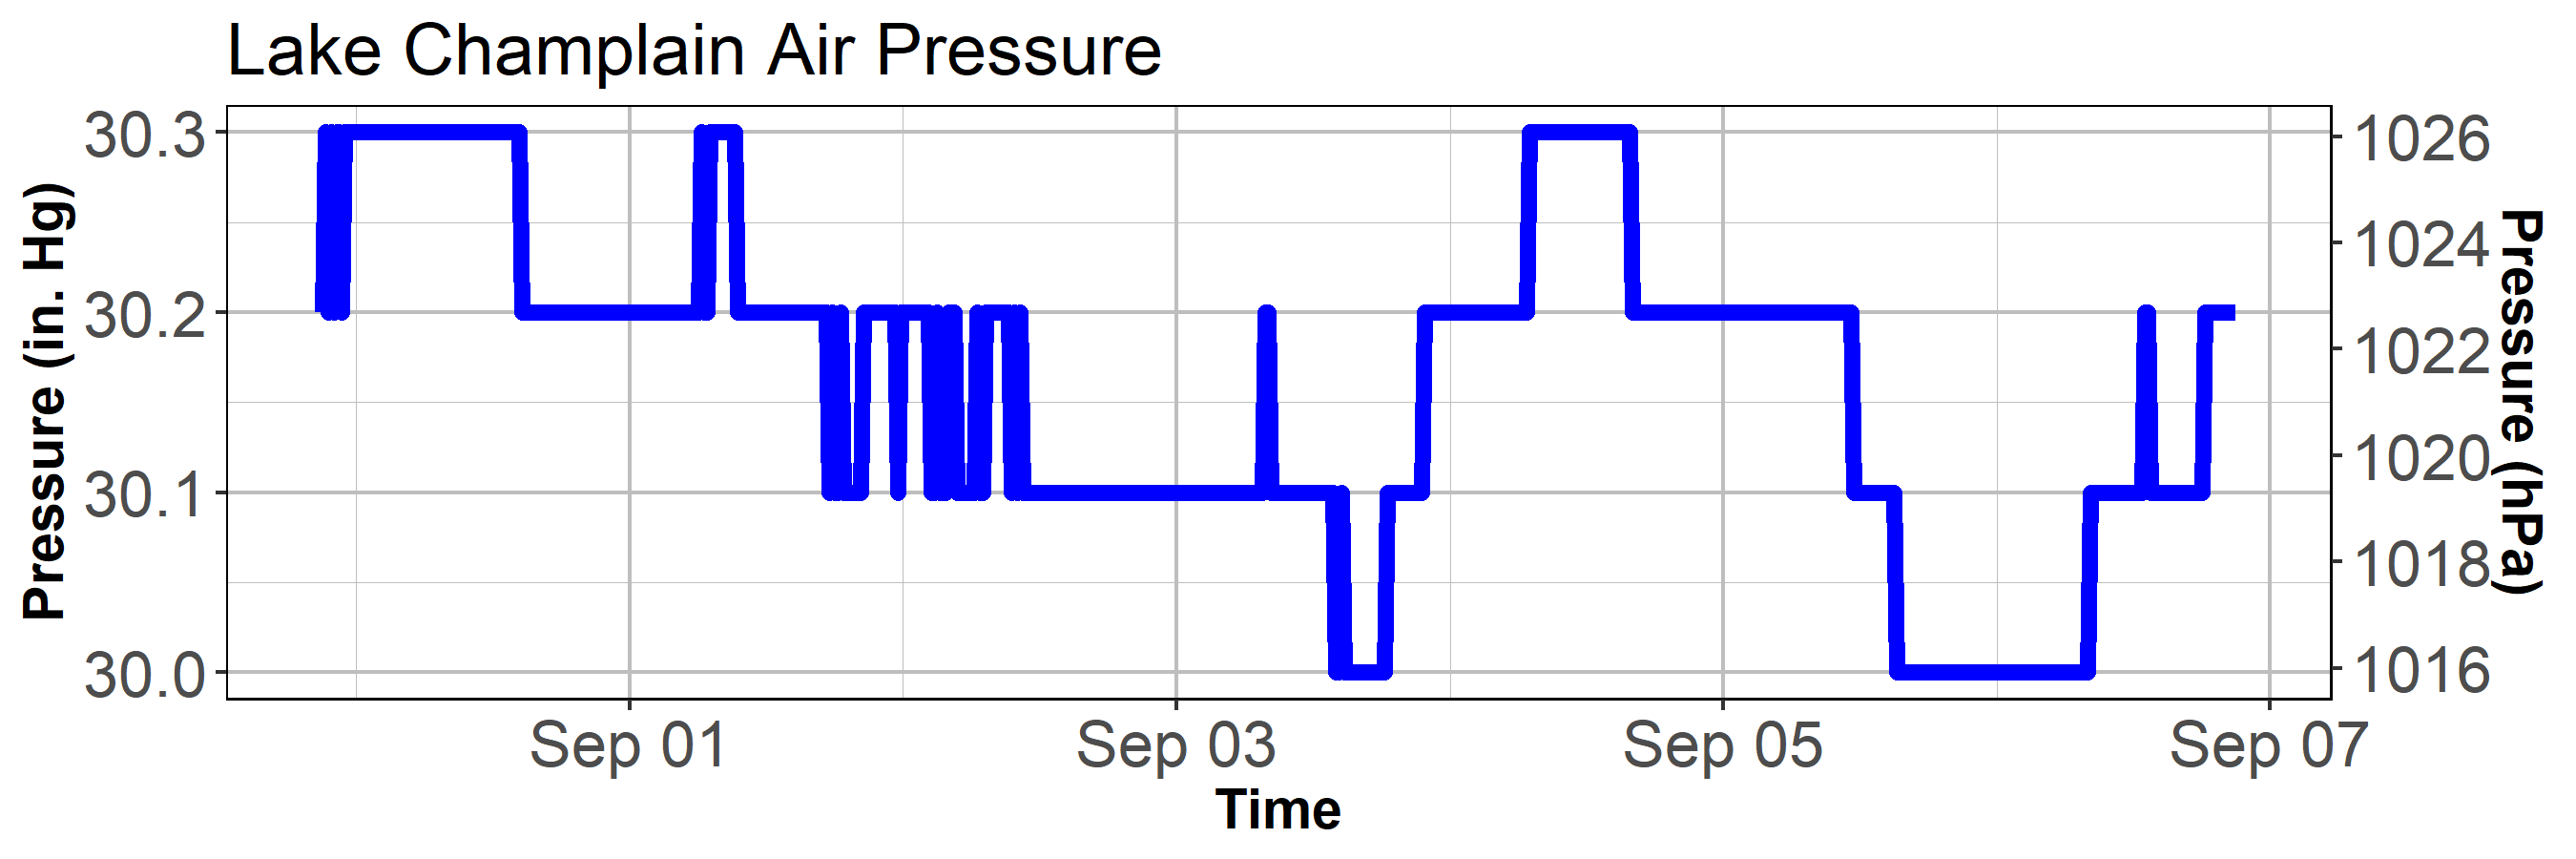 Lake Champlain Air Pressure
Pressure (in. Hg)
30.3
30.2
30.1
30.0
1026
1024
1022
1020
1018
1016
Pressure (hPa)
Sep 01 Sep 03 Sep 05 Sep 07
Time